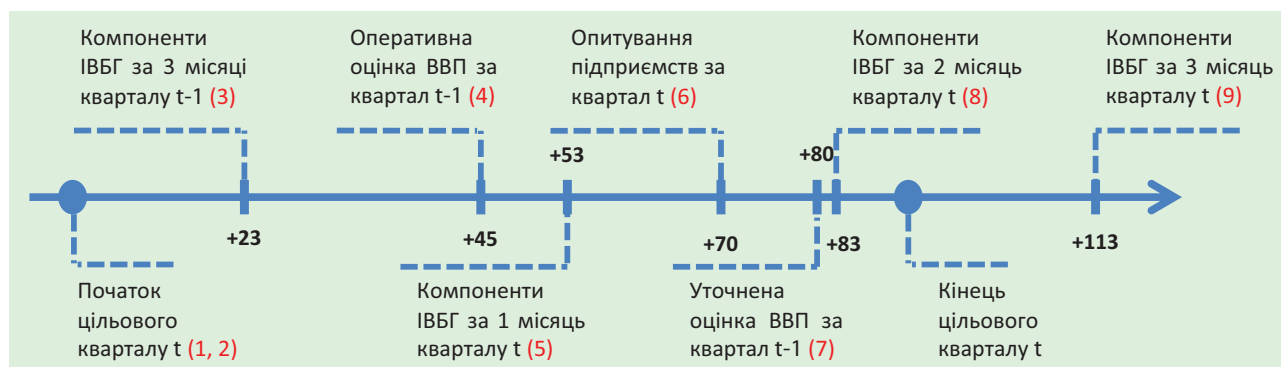 Компоненти
ІВБГ за 3 місяці
кварталу t-1 (3)
Оперативна
оцінка ВВП за
квартал t-1 (4)
Опитування
підприємств за
квартал t (6)
Компоненти
ІВБГ за 2 місяць
кварталу t (8)
Компоненти
ІВБГ за 3 місяць
кварталу t (9)
+53
+80
+23
+45
+70
+83
+113
Початок
цільового
кварталу t (1, 2)
Компоненти
ІВБГ за 1 місяць
кварталу t (5)
Уточнена
оцінка ВВП за
квартал t-1 (7)
Кінець
цільового
кварталу t